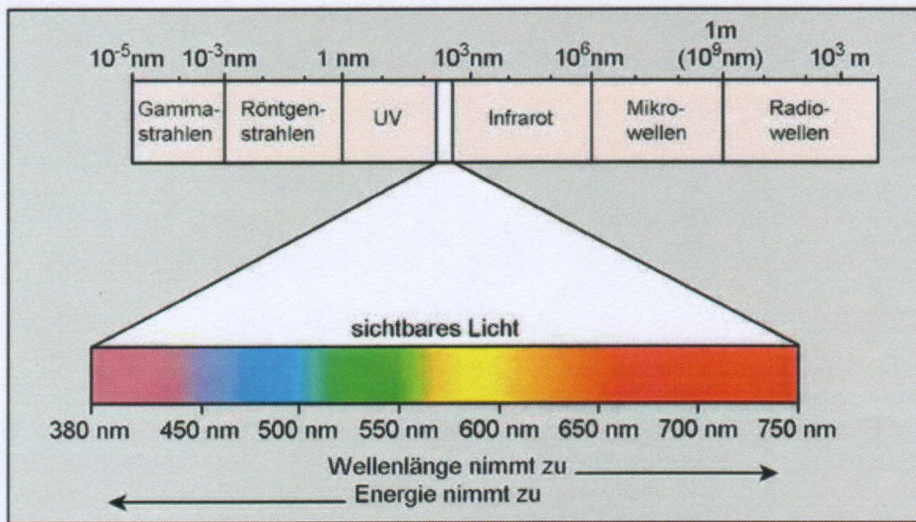 10⁻⁵nm 10⁻³nm 1 nm 10³nm 10⁶nm 1m (10⁹nm) 10³ m
Gamma-
strahlen
Röntgen-
strahlen
UV
Infrarot
Mikro-
wellen
Radio-
wellen
sichtbares Licht
380 nm 450 nm 500 nm 550 nm 600 nm 650 nm 700 nm 750 nm
Wellenlänge nimmt zu
Energie nimmt zu